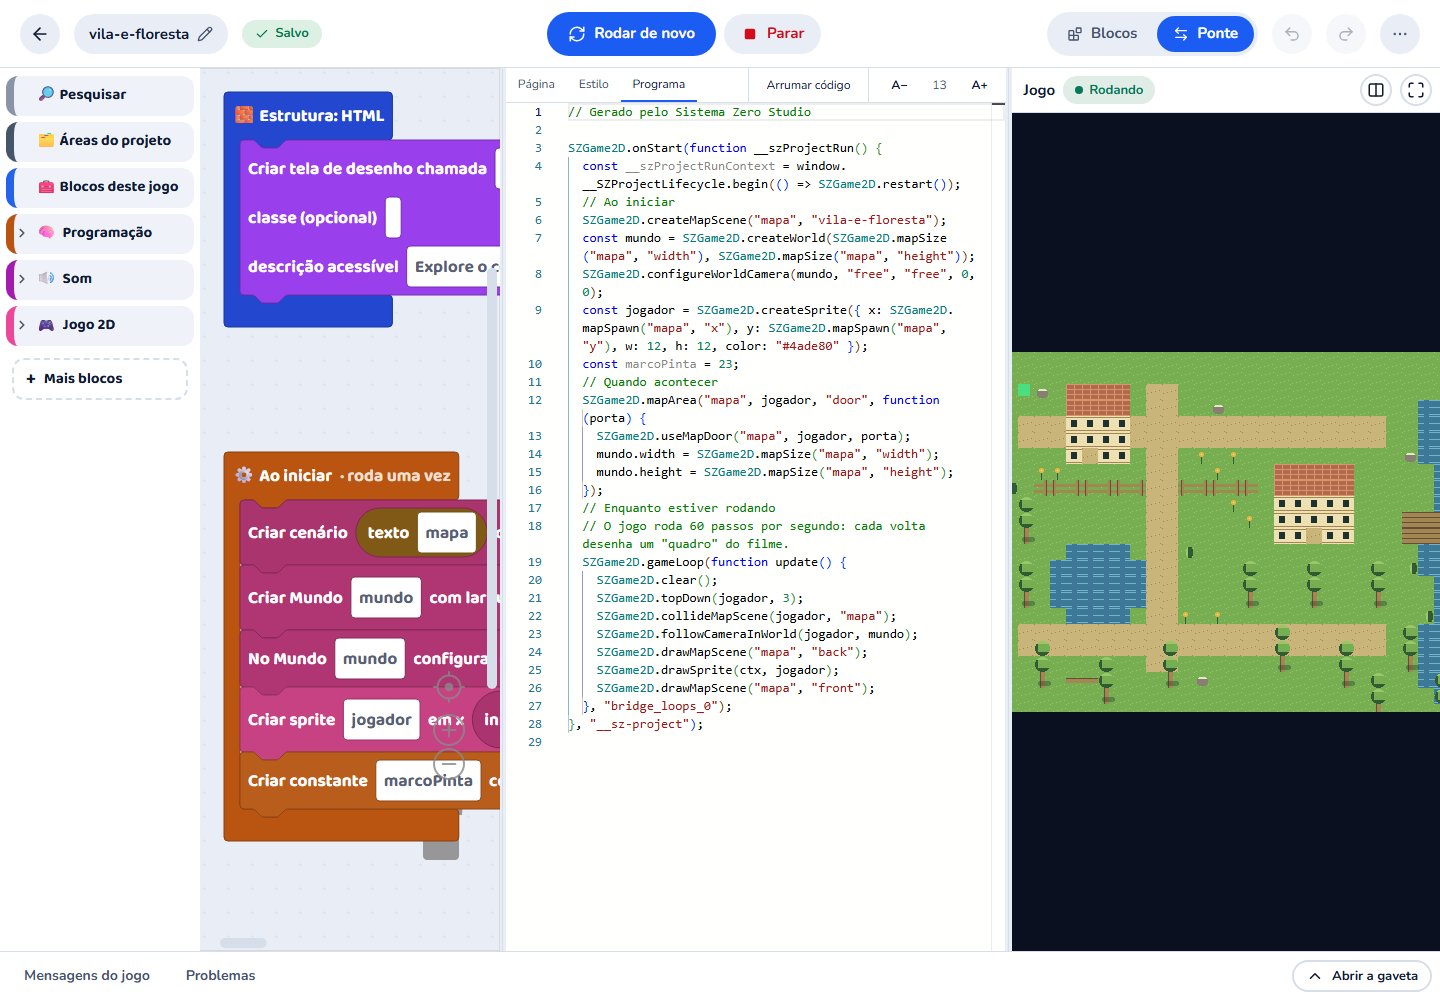 vila-e-floresta
Salvo
Rodar de novo
Parar
Blocos
Ponte
Pesquisar
Áreas do projeto
Blocos deste jogo
Programação
Som
Jogo 2D
+ Mais blocos
Estrutura: HTML
Criar tela de desenho chamada
classe (opcional)
descrição acessível Explore o c
Ao iniciar · roda uma vez
Criar cenário texto mapa
Criar Mundo mundo com lar
No Mundo mundo configura
Criar sprite jogador em x in
Criar constante marcoPinta co
Página Estilo Programa Arrumar código A− 13 A+
1 // Gerado pelo Sistema Zero Studio
2
3 SZGame2D.onStart(function __szProjectRun() {
4 const __szProjectRunContext = window.
__SZProjectLifecycle.begin(() => SZGame2D.restart());
5 // Ao iniciar
6 SZGame2D.createMapScene("mapa", "vila-e-floresta");
7 const mundo = SZGame2D.createWorld(SZGame2D.mapSize
("mapa", "width"), SZGame2D.mapSize("mapa", "height"));
8 SZGame2D.configureWorldCamera(mundo, "free", "free", 0,
0);
9 const jogador = SZGame2D.createSprite({ x: SZGame2D.
mapSpawn("mapa", "x"), y: SZGame2D.mapSpawn("mapa",
"y"), w: 12, h: 12, color: "#4ade80" });
10 const marcoPinta = 23;
11 // Quando acontecer
12 SZGame2D.mapArea("mapa", jogador, "door", function
(porta) {
13 SZGame2D.useMapDoor("mapa", jogador, porta);
14 mundo.width = SZGame2D.mapSize("mapa", "width");
15 mundo.height = SZGame2D.mapSize("mapa", "height");
16 });
17 // Enquanto estiver rodando
18 // O jogo roda 60 passos por segundo: cada volta
desenha um "quadro" do filme.
19 SZGame2D.gameLoop(function update() {
20 SZGame2D.clear();
21 SZGame2D.topDown(jogador, 3);
22 SZGame2D.collideMapScene(jogador, "mapa");
23 SZGame2D.followCameraInWorld(jogador, mundo);
24 SZGame2D.drawMapScene("mapa", "back");
25 SZGame2D.drawSprite(ctx, jogador);
26 SZGame2D.drawMapScene("mapa", "front");
27 }, "bridge_loops_0");
28 }, "__sz-project");
29
Jogo
Rodando
Mensagens do jogo
Problemas
Abrir a gaveta